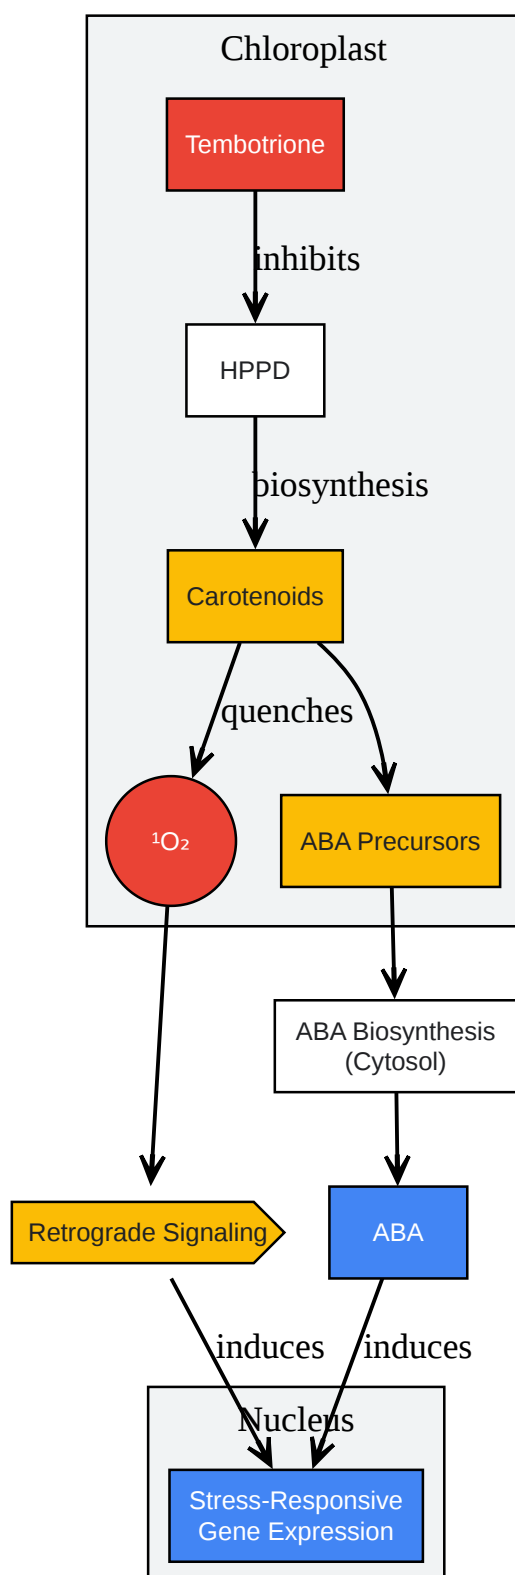 Chloroplast
Tembotrione
inhibits
HPPD
biosynthesis
Carotenoids
quenches
¹O₂
ABA Precursors
ABA Biosynthesis
(Cytosol)
Retrograde Signaling
ABA
induces
induces
Nucleus
Stress-Responsive
Gene Expression